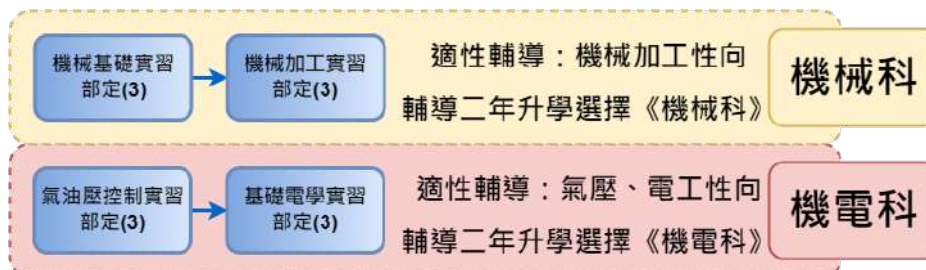 機械基礎實習
部定(3)
機械加工實習
部定(3)
適性輔導：機械加工性向
輔導二年升學選擇《機械科》
機械科
氣油壓控制實習
部定(3)
基礎電學實習
部定(3)
適性輔導：氣壓、電工性向
輔導二年升學選擇《機電科》
機電科